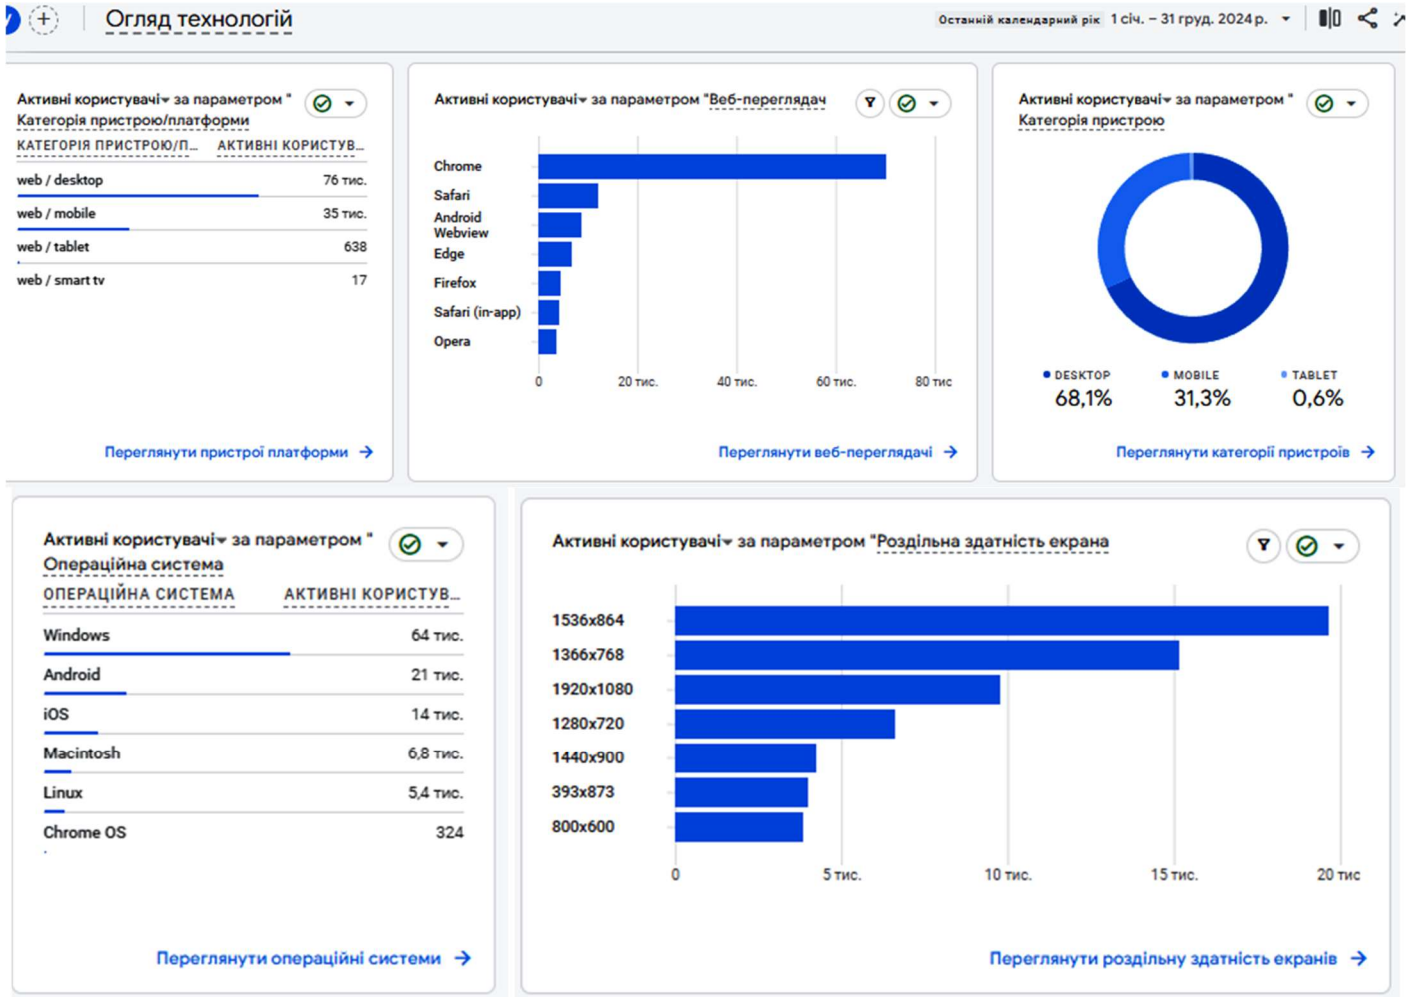 Огляд технологій
Останній календарний рік 1 січ. – 31 груд. 2024 р.
Активні користувачі за параметром "
Категорія пристрою/платформи
КАТЕГОРІЯ ПРИСТРОЮ/П... АКТИВНІ КОРИСТУВ...
web / desktop 76 тис.
web / mobile 35 тис.
web / tablet 638
web / smart tv 17
Переглянути пристрої платформи
Активні користувачі за параметром "Веб-переглядач
Chrome
Safari
Android
Webview
Edge
Firefox
Safari (in-app)
Opera
0 20 тис. 40 тис. 60 тис. 80 тис
Переглянути веб-переглядачі
Активні користувачі за параметром "
Категорія пристрою
DESKTOP MOBILE TABLET
68,1% 31,3% 0,6%
Переглянути категорії пристроїв
Активні користувачі за параметром "
Операційна система
ОПЕРАЦІЙНА СИСТЕМА АКТИВНІ КОРИСТУВ...
Windows 64 тис.
Android 21 тис.
iOS 14 тис.
Macintosh 6,8 тис.
Linux 5,4 тис.
Chrome OS 324
Переглянути операційні системи
Активні користувачі за параметром "Роздільна здатність екрана
1536x864
1366x768
1920x1080
1280x720
1440x900
393x873
800x600
0 5 тис. 10 тис. 15 тис. 20 тис
Переглянути роздільну здатність екранів